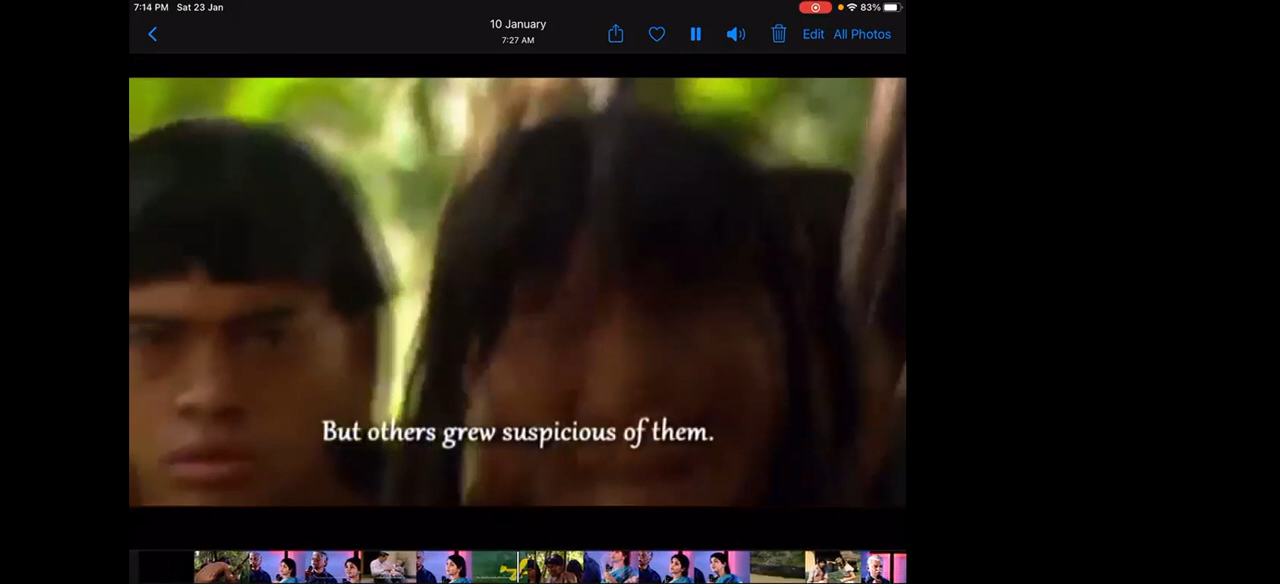 7:14 PM Sat 23 Jan
83%
10 January
7:27 AM
Edit All Photos
But others grew suspicious of them.